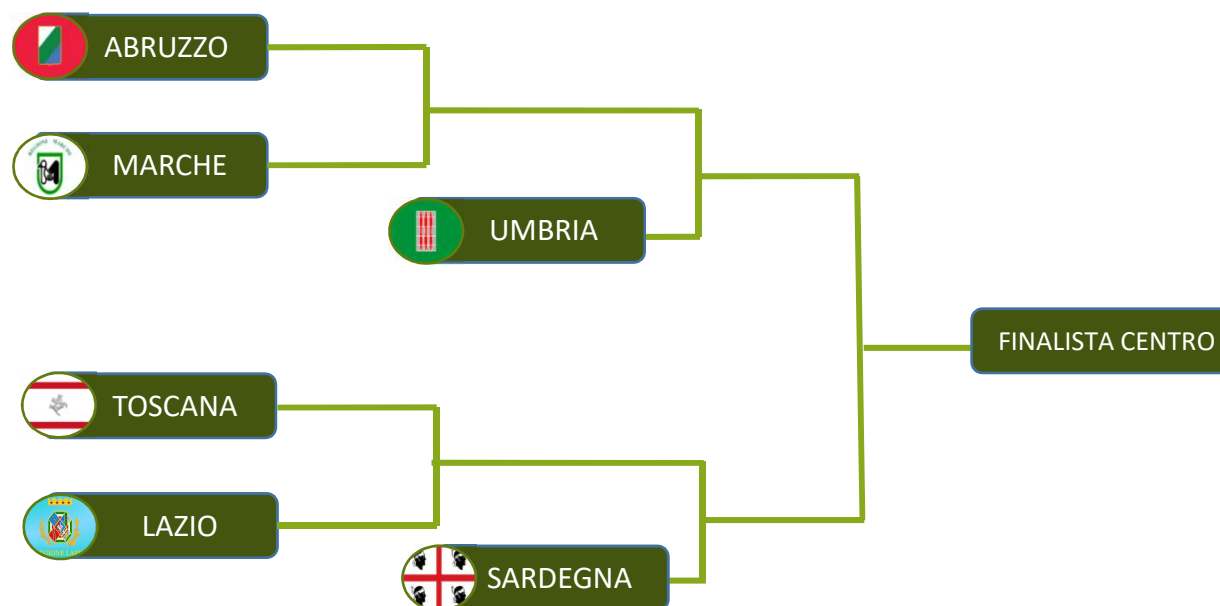 ABRUZZO
MARCHE
UMBRIA
FINALISTA CENTRO
TOSCANA
LAZIO
SARDEGNA